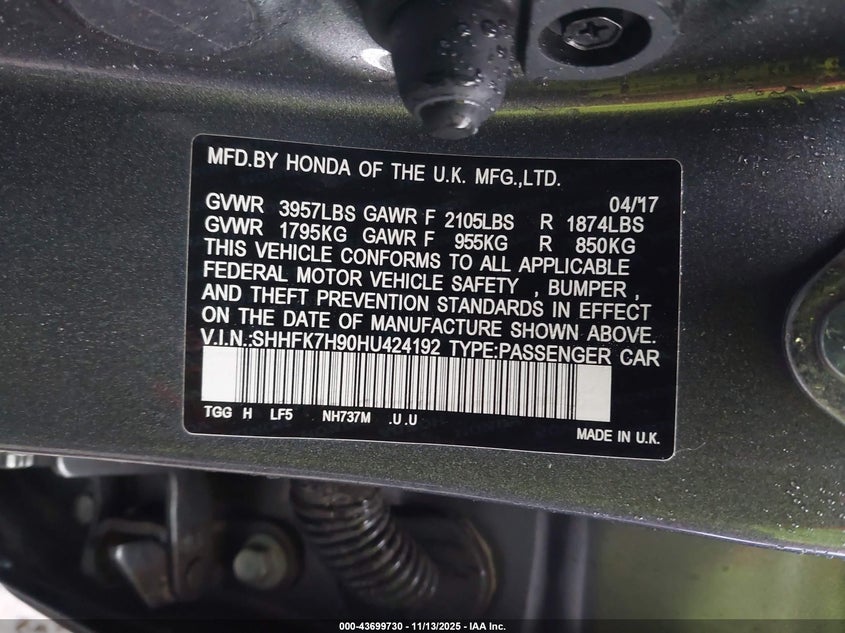 MFD.BY HONDA OF THE U.K. MFG.,LTD.
04/17
GVWR 3957LBS GAWR F 2105LBS R 1874LBS
GVWR 1795KG GAWR F 955KG R 850KG
THIS VEHICLE CONFORMS TO ALL APPLICABLE
FEDERAL MOTOR VEHICLE SAFETY , BUMPER ,
AND THEFT PREVENTION STANDARDS IN EFFECT
ON THE DATE OF MANUFACTURE SHOWN ABOVE.
V.I.N.:SHHFK7H90HU424192 TYPE:PASSENGER CAR
TGG H LF5 NH737M .U.U
MADE IN U.K.
000-43699730 - 11/13/2025 - IAA Inc.